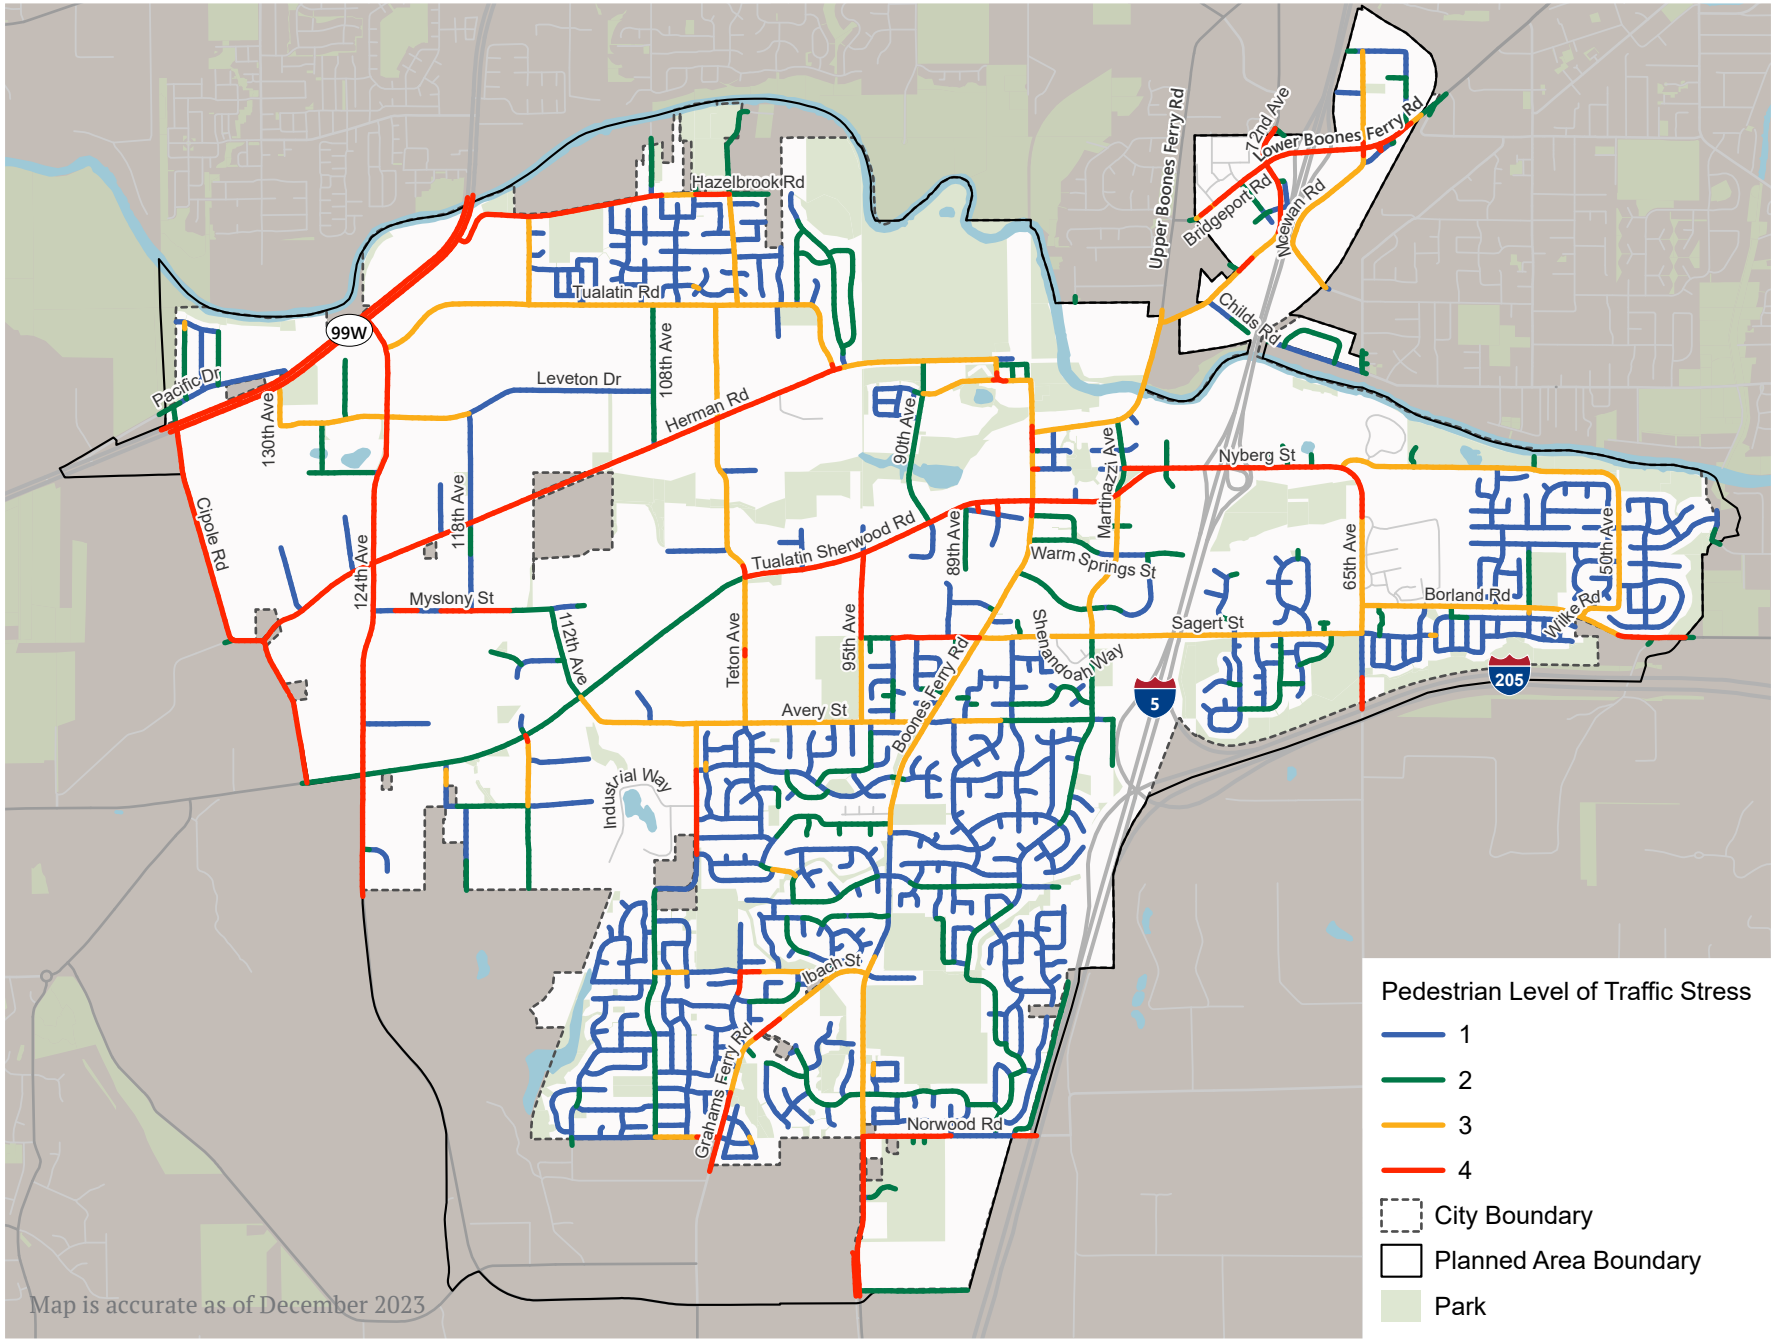 Upper Boones Ferry Rd
72nd Ave
Lower Boones Ferry Rd
Bridgeport Rd
Mcewan Rd
Childs Rd
Hazelbrook Rd
Tualatin Rd
99W
Pacific Dr
130th Ave
Leveton Dr
108th Ave
Herman Rd
90th Ave
Martinazzi Ave
Nyberg St
Cipole Rd
118th Ave
124th Ave
Tualatin Sherwood Rd
89th Ave
Warm Springs St
65th Ave
50th Ave
Myslony St
112th Ave
Teton Ave
95th Ave
Shenandoah Way
Sagert St
Borland Rd
Wilke Rd
Boones Ferry Rd
5
205
Avery St
Industrial Way
Ibach St
Grahams Ferry Rd
Norwood Rd
Pedestrian Level of Traffic Stress
1
2
3
4
City Boundary
Planned Area Boundary
Park
Map is accurate as of December 2023